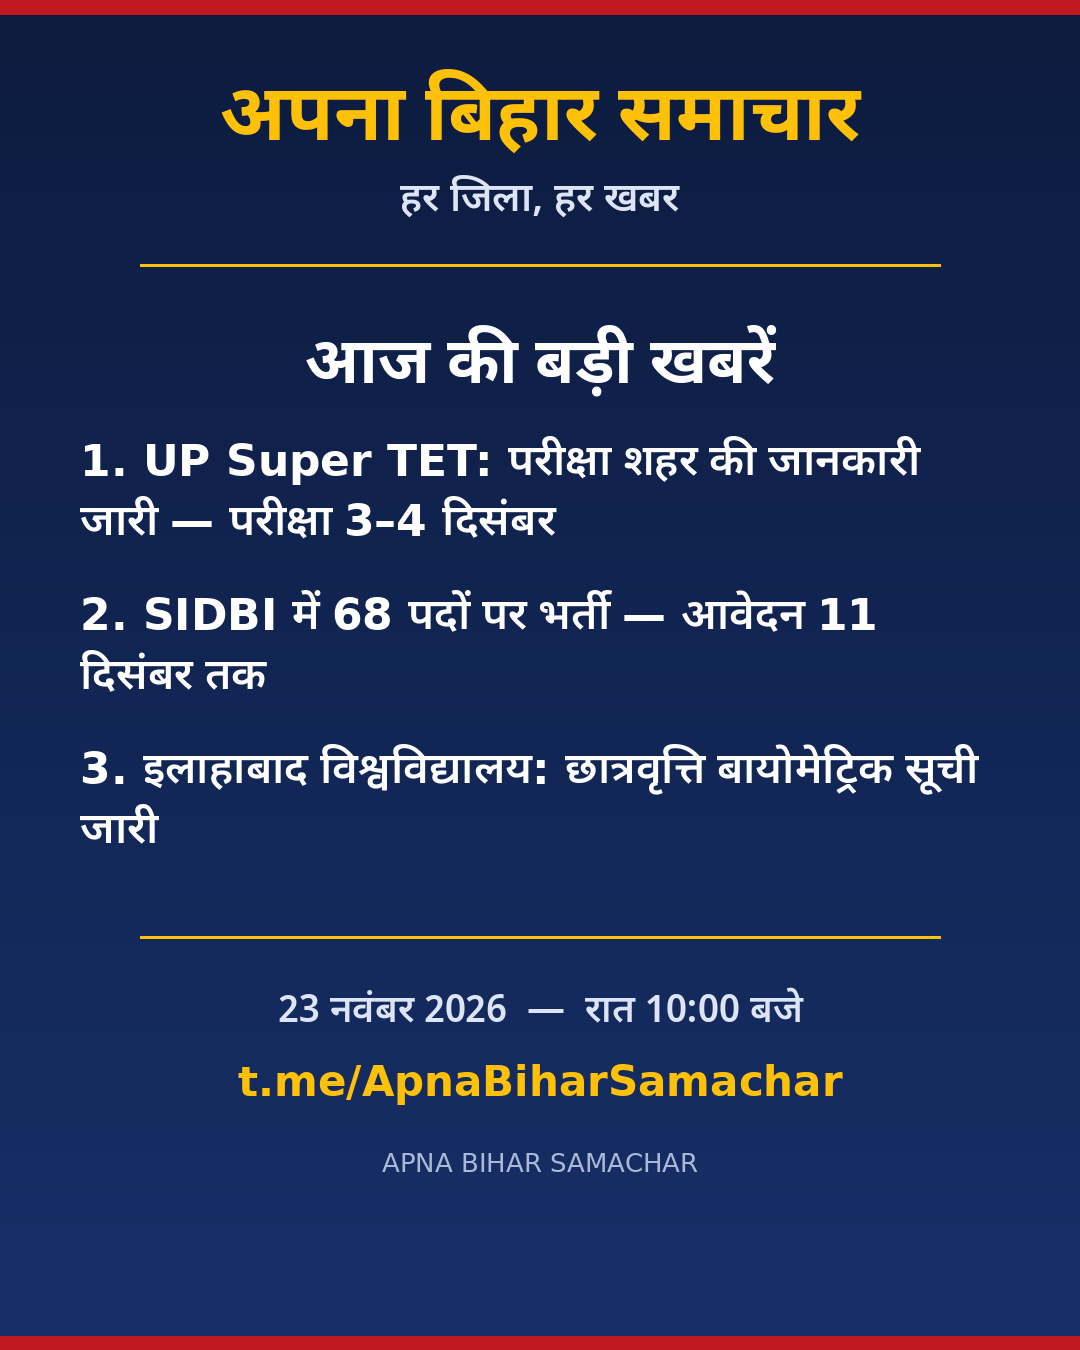 अपना बिहार समाचार
हर जिला, हर खबर
आज की बड़ी खबरें
1. UP Super TET: परीक्षा शहर की जानकारी
जारी — परीक्षा 3–4 दिसंबर
2. SIDBI में 68 पदों पर भर्ती — आवेदन 11
दिसंबर तक
3. इलाहाबाद विश्वविद्यालय: छात्रवृत्ति बायोमेट्रिक सूची
जारी
23 नवंबर 2026 — रात 10:00 बजे
t.me/ApnaBiharSamachar
APNA BIHAR SAMACHAR